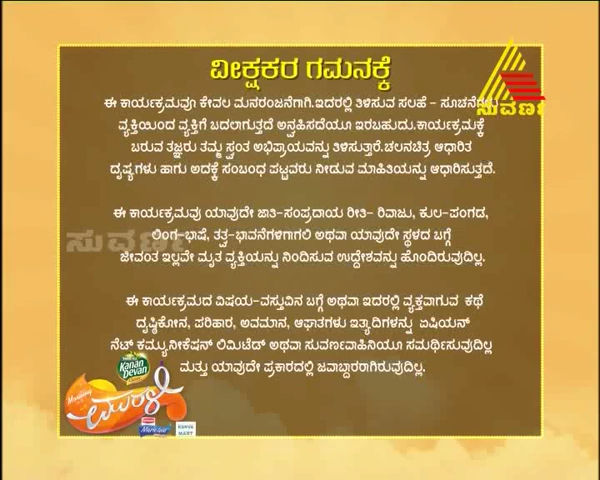 ವೀಕ್ಷಕರ ಗಮನಕ್ಕೆ
ಸುವರ್ಣ
ಈ ಕಾರ್ಯಕ್ರಮವೂ ಕೇವಲ ಮನರಂಜನೆಗಾಗಿ.ಇದರಲ್ಲಿ ತಿಳಿಸುವ ಸಲಹೆ - ಸೂಚನೆಗಳು
ವ್ಯಕ್ತಿಯಿಂದ ವ್ಯಕ್ತಿಗೆ ಬದಲಾಗುತ್ತದೆ ಅನ್ವಹಿಸದೆಯೂ ಇರಬಹುದು.ಕಾರ್ಯಕ್ರಮಕ್ಕೆ
ಬರುವ ತಜ್ಞರು ತಮ್ಮ ಸ್ವಂತ ಅಭಿಪ್ರಾಯವನ್ನು ತಿಳಿಸುತ್ತಾರೆ.ಚಲನಚಿತ್ರ ಆಧಾರಿತ
ದೃಷ್ಯಗಳು ಹಾಗು ಅದಕ್ಕೆ ಸಂಬಂಧ ಪಟ್ಟವರು ನೀಡುವ ಮಾಹಿತಿಯನ್ನು ಆಧಾರಿಸುತ್ತದೆ.
ಈ ಕಾರ್ಯಕ್ರಮವು ಯಾವುದೇ ಜಾತಿ-ಸಂಪ್ರದಾಯ ರೀತಿ- ರಿವಾಜು, ಕುಲ-ಪಂಗಡ,
ಲಿಂಗ-ಭಾಷೆ, ತತ್ವ-ಭಾವನೆಗಳಿಗಾಗಲಿ ಅಥವಾ ಯಾವುದೇ ಸ್ಥಳದ ಬಗ್ಗೆ
ಸುವರ್ಣ
ಜೀವಂತ ಇಲ್ಲವೇ ಮೃತ ವ್ಯಕ್ತಿಯನ್ನು ನಿಂದಿಸುವ ಉದ್ದೇಶವನ್ನು ಹೊಂದಿರುವುದಿಲ್ಲ.
ಈ ಕಾರ್ಯಕ್ರಮದ ವಿಷಯ-ವಸ್ತುವಿನ ಬಗ್ಗೆ ಅಥವಾ ಇದರಲ್ಲಿ ವ್ಯಕ್ತವಾಗುವ ಕಥೆ
ದೃಷ್ಠಿಕೋನ, ಪರಿಹಾರ, ಅವಮಾನ, ಆಘಾತಗಳು ಇತ್ಯಾದಿಗಳನ್ನು ಏಷಿಯನ್
ನೆಟ್ ಕಮ್ಯುನೀಕೆಷನ್ ಲಿಮಿಟೆಡ್ ಅಥವಾ ಸುವರ್ಣವಾಹಿನಿಯೂ ಸಮರ್ಥಿಸುವುದಿಲ್ಲ
ಮತ್ತು ಯಾವುದೇ ಪ್ರಕಾರದಲ್ಲಿ ಜವಾಬ್ದಾರರಾಗಿರುವುದಿಲ್ಲ.
Kanan
Devan